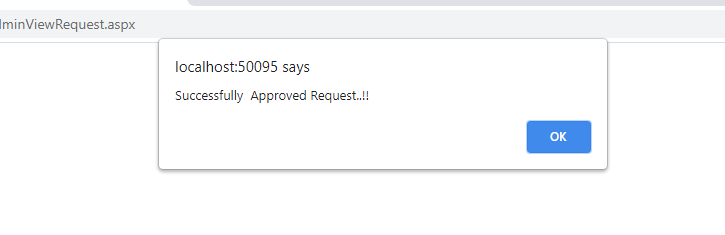 lminViewRequest.aspx
localhost:50095 says
Successfully  Approved Request..!!
OK